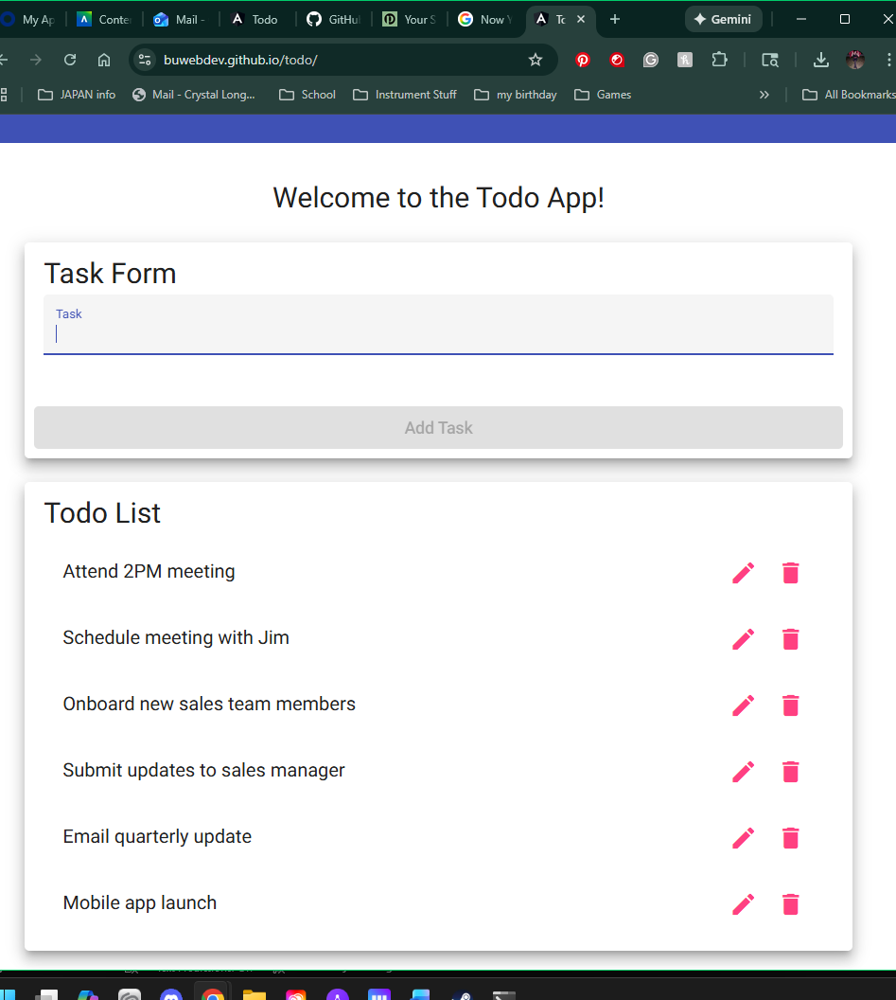 My Ap
Conte
Mail -
Todo
GitHu
Your S
Now Y
To
Gemini
buwebdev.github.io/todo/
JAPAN info
Mail - Crystal Long...
School
Instrument Stuff
my birthday
Games
All Bookmarks
Welcome to the Todo App!
Task Form
Task
Add Task
Todo List
Attend 2PM meeting
Schedule meeting with Jim
Onboard new sales team members
Submit updates to sales manager
Email quarterly update
Mobile app launch